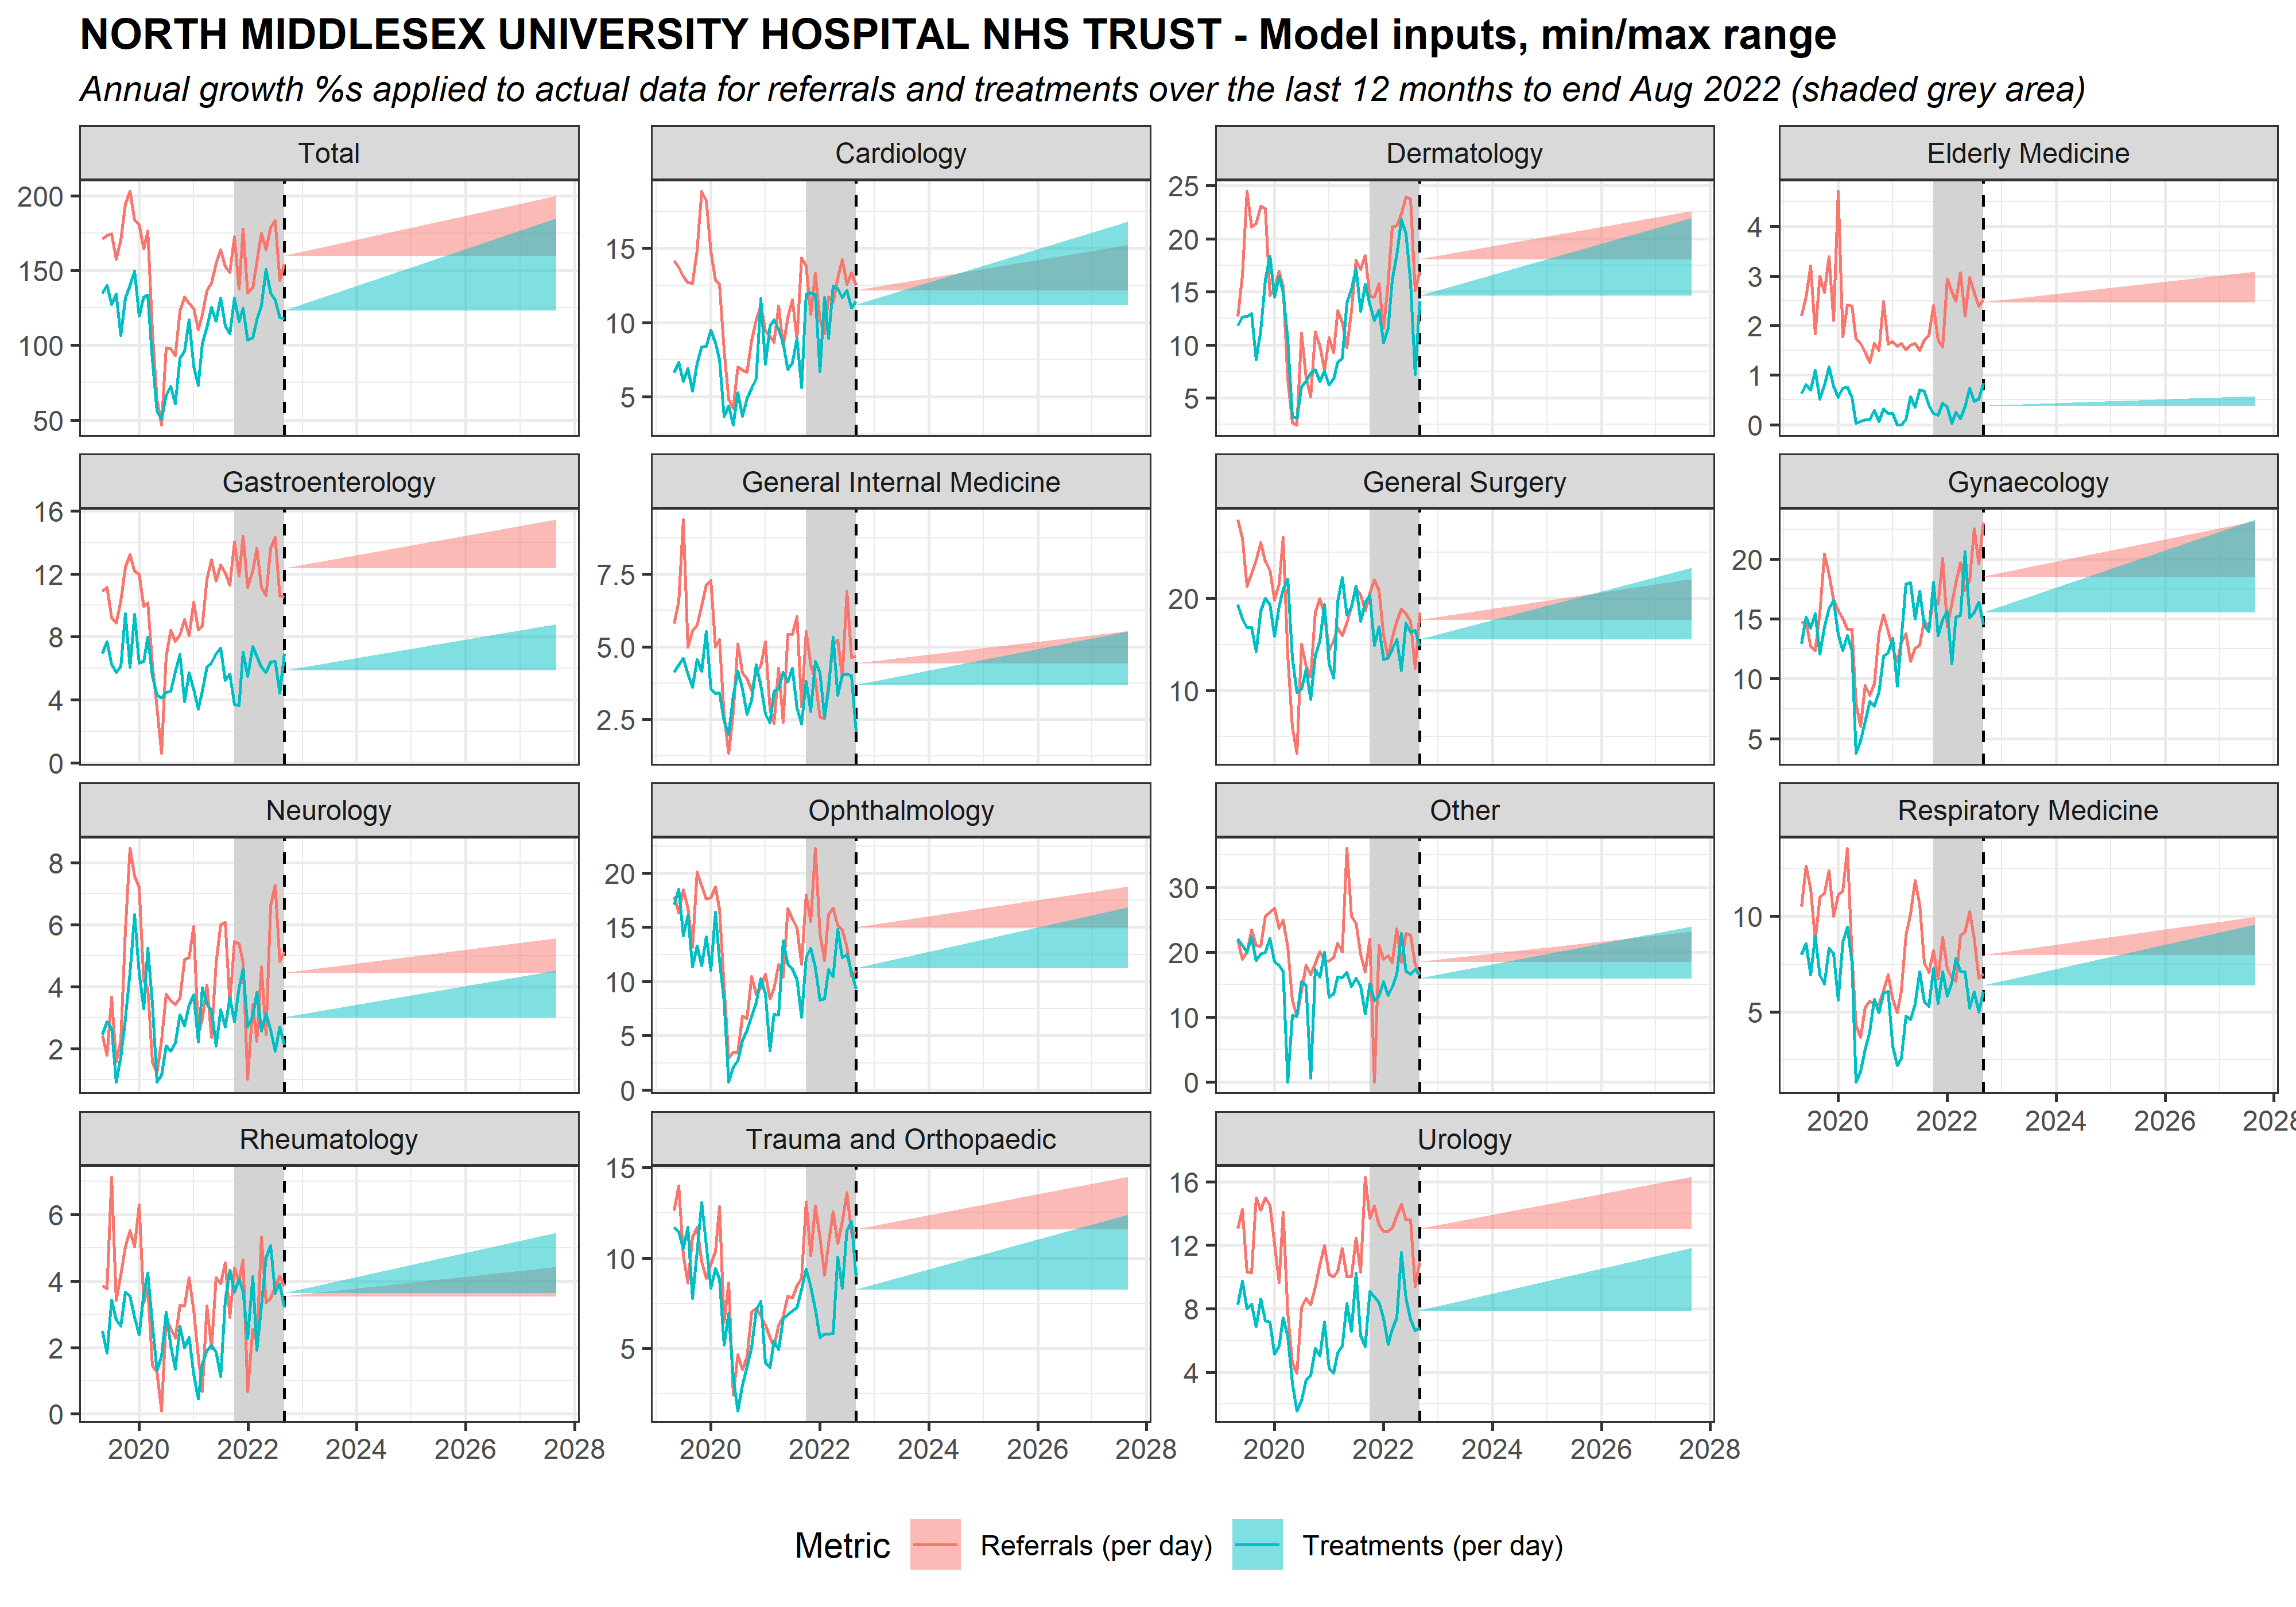 NORTH MIDDLESEX UNIVERSITY HOSPITAL NHS TRUST - Model inputs, min/max range
Annual growth %s applied to actual data for referrals and treatments over the last 12 months to end Aug 2022 (shaded grey area)
Total
Cardiology
Dermatology
Elderly Medicine
200
150
100
50
15
10
5
25
20
15
10
5
4
3
2
1
0
Gastroenterology
General Internal Medicine
General Surgery
Gynaecology
16
12
8
4
0
7.5
5.0
2.5
20
10
20
15
10
5
Neurology
Ophthalmology
Other
Respiratory Medicine
8
6
4
2
20
15
10
5
0
30
20
10
0
10
5
2020 2022 2024 2026 2028
Rheumatology
Trauma and Orthopaedic
Urology
6
4
2
0
15
10
5
16
12
8
4
2020 2022 2024 2026 2028
2020 2022 2024 2026 2028
2020 2022 2024 2026 2028
Metric Referrals (per day) Treatments (per day)